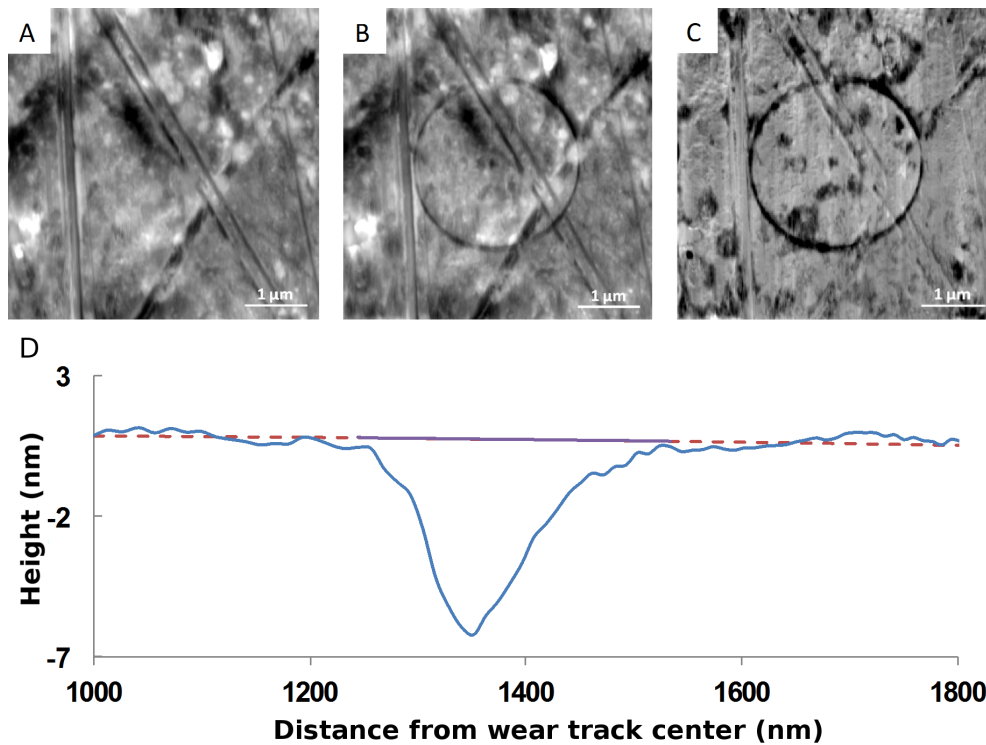 A
B
C
1 µm
1 µm
1 µm
D
3
-2
-7
Height (nm)
1000
1200
1400
1600
1800
Distance from wear track center (nm)